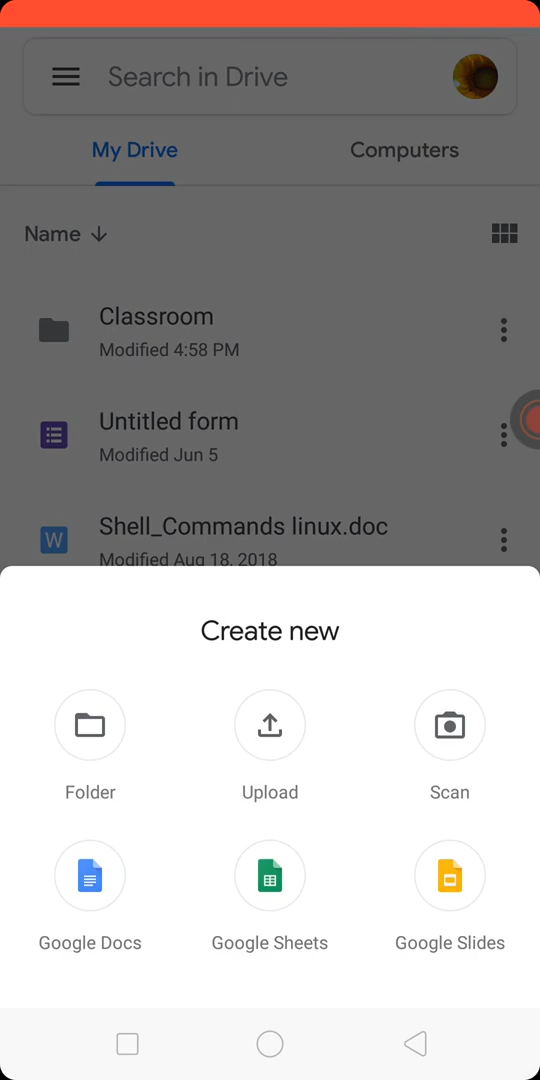 Search in Drive
My Drive Computers
Name
Classroom
Modified 4:58 PM
Untitled form
Modified Jun 5
W Shell_Commands linux.doc
Modified Aug 18, 2018
Create new
Folder Upload Scan
Google Docs Google Sheets Google Slides